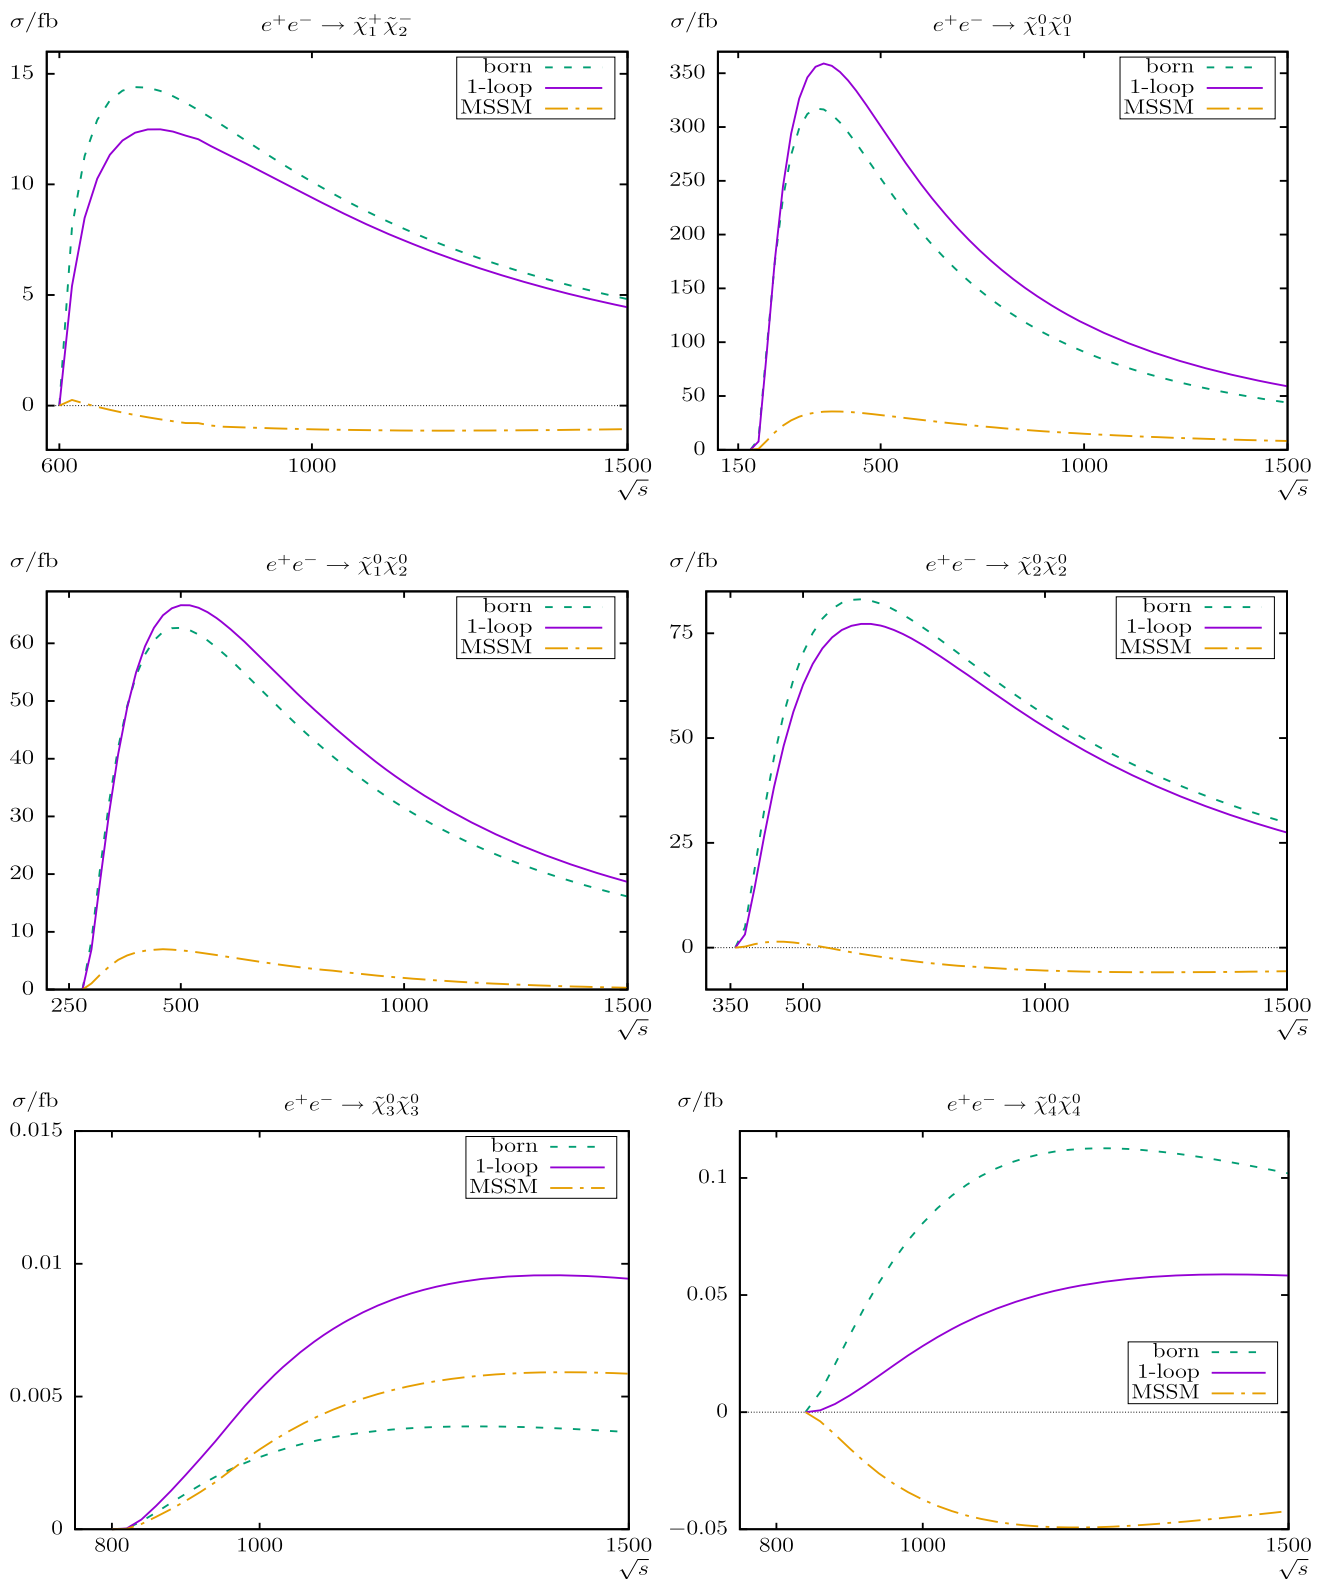 σ/fb
e⁺e⁻ → χ̃₁⁺χ̃₂⁻
born
1-loop
MSSM
15
10
5
0
600 1000 1500
√s
σ/fb
e⁺e⁻ → χ̃₁⁰χ̃₁⁰
born
1-loop
MSSM
350
300
250
200
150
100
50
0
150 500 1000 1500
√s
σ/fb
e⁺e⁻ → χ̃₁⁰χ̃₂⁰
born
1-loop
MSSM
60
50
40
30
20
10
0
250 500 1000 1500
√s
σ/fb
e⁺e⁻ → χ̃₂⁰χ̃₂⁰
born
1-loop
MSSM
75
50
25
0
350 500 1000 1500
√s
σ/fb
e⁺e⁻ → χ̃₃⁰χ̃₃⁰
0.015
born
1-loop
MSSM
0.01
0.005
0
800 1000 1500
√s
σ/fb
e⁺e⁻ → χ̃₄⁰χ̃₄⁰
0.1
0.05
born
1-loop
MSSM
0
−0.05
800 1000 1500
√s